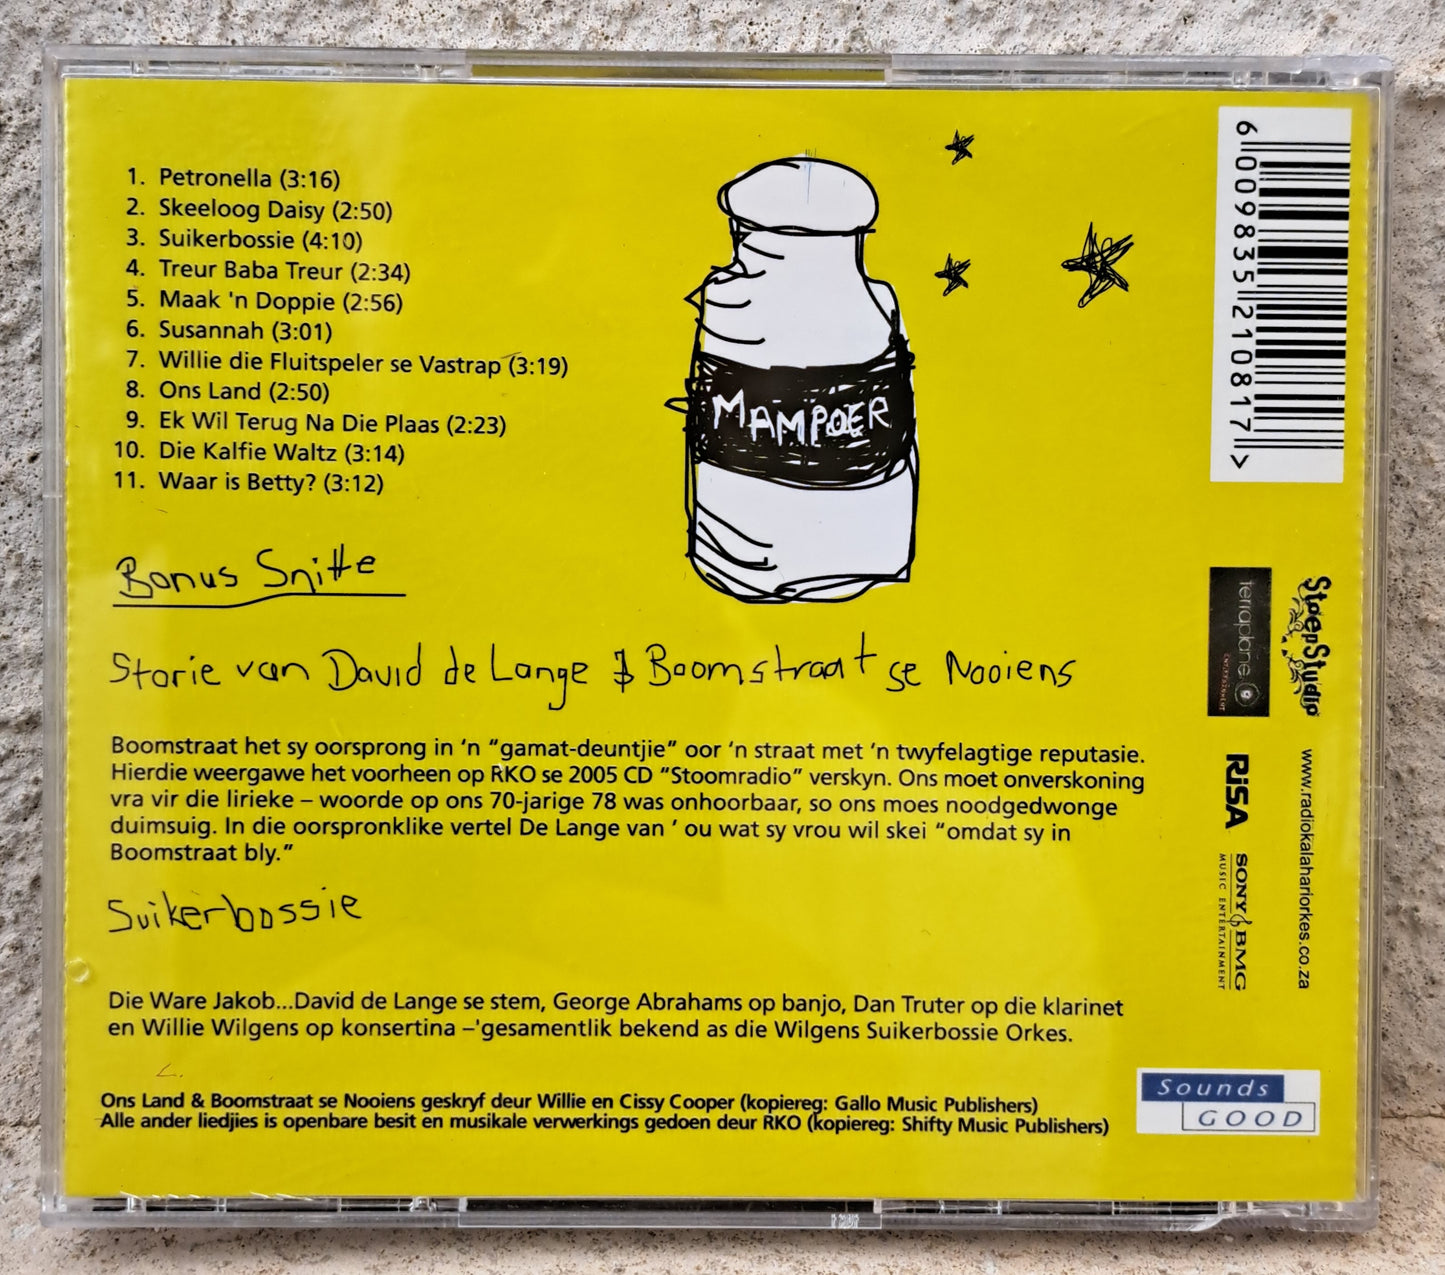 1. Petronella (3:16)
2. Skeeloog Daisy (2:50)
3. Suikerbossie (4:10)
4. Treur Baba Treur (2:34)
5. Maak 'n Doppie (2:56)
6. Susannah (3:01)
7. Willie die Fluitspeler se Vastrap (3:19)
8. Ons Land (2:50)
9. Ek Wil Terug Na Die Plaas (2:23)
10. Die Kalfie Waltz (3:14)
11. Waar is Betty? (3:12)
MAMPOER
Bonus Snitte
Storie van David de Lange & Boomstraat se Nooiens
Boomstraat het sy oorsprong in 'n "gamat-deuntjie" oor 'n straat met 'n twyfelagtige reputasie.
Hierdie weergawe het voorheen op RKO se 2005 CD "Stoomradio" verskyn. Ons moet onverskoning
vra vir die lirieke – woorde op ons 70-jarige 78 was onhoorbaar, so ons moes noodgedwonge
duimsuig. In die oorspronklike vertel De Lange van ' ou wat sy vrou wil skei "omdat sy in
Boomstraat bly."
Suikerbossie
Die Ware Jakob...David de Lange se stem, George Abrahams op banjo, Dan Truter op die klarinet
en Willie Wilgens op konsertina –'gesamentlik bekend as die Wilgens Suikerbossie Orkes.
Ons Land & Boomstraat se Nooiens geskryf deur Willie en Cissy Cooper (kopiereg: Gallo Music Publishers)
Alle ander liedjies is openbare besit en musikale verwerkings gedoen deur RKO (kopiereg: Shifty Music Publishers)
6 009835 210817 >
StoepStudio
terraplane
ENTERTAINMENT
www.radiokalahariorkes.co.za
RiSA
SONY BMG
MUSIC ENTERTAINMENT
Sounds
GOOD